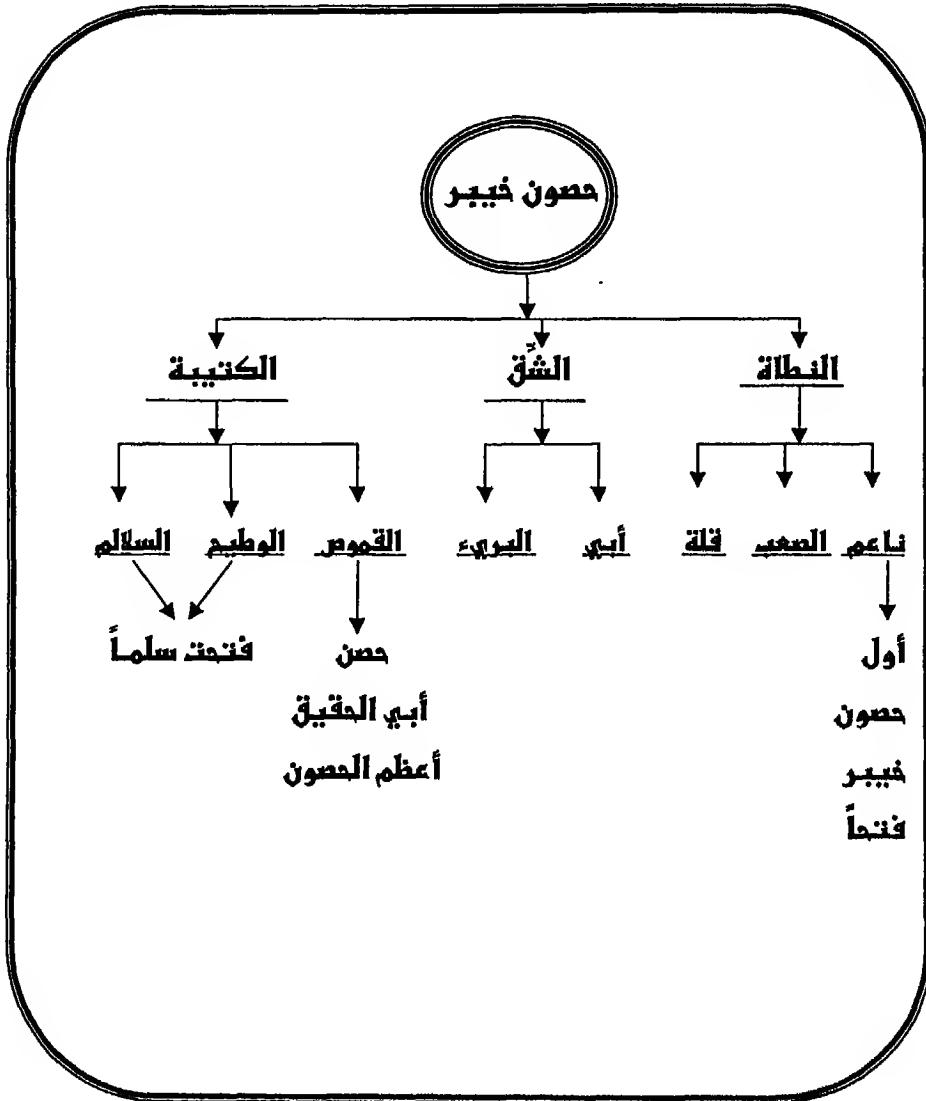 حصون خيبر
النطاة الشِّق الكتيبة
ناعم الصعب قلة أبي البريء القموص الوطيح السلالم
أول حصن فتحت سلماً
حصون أبي الحقيق
خيبر أعظم الحصون
فتحاً